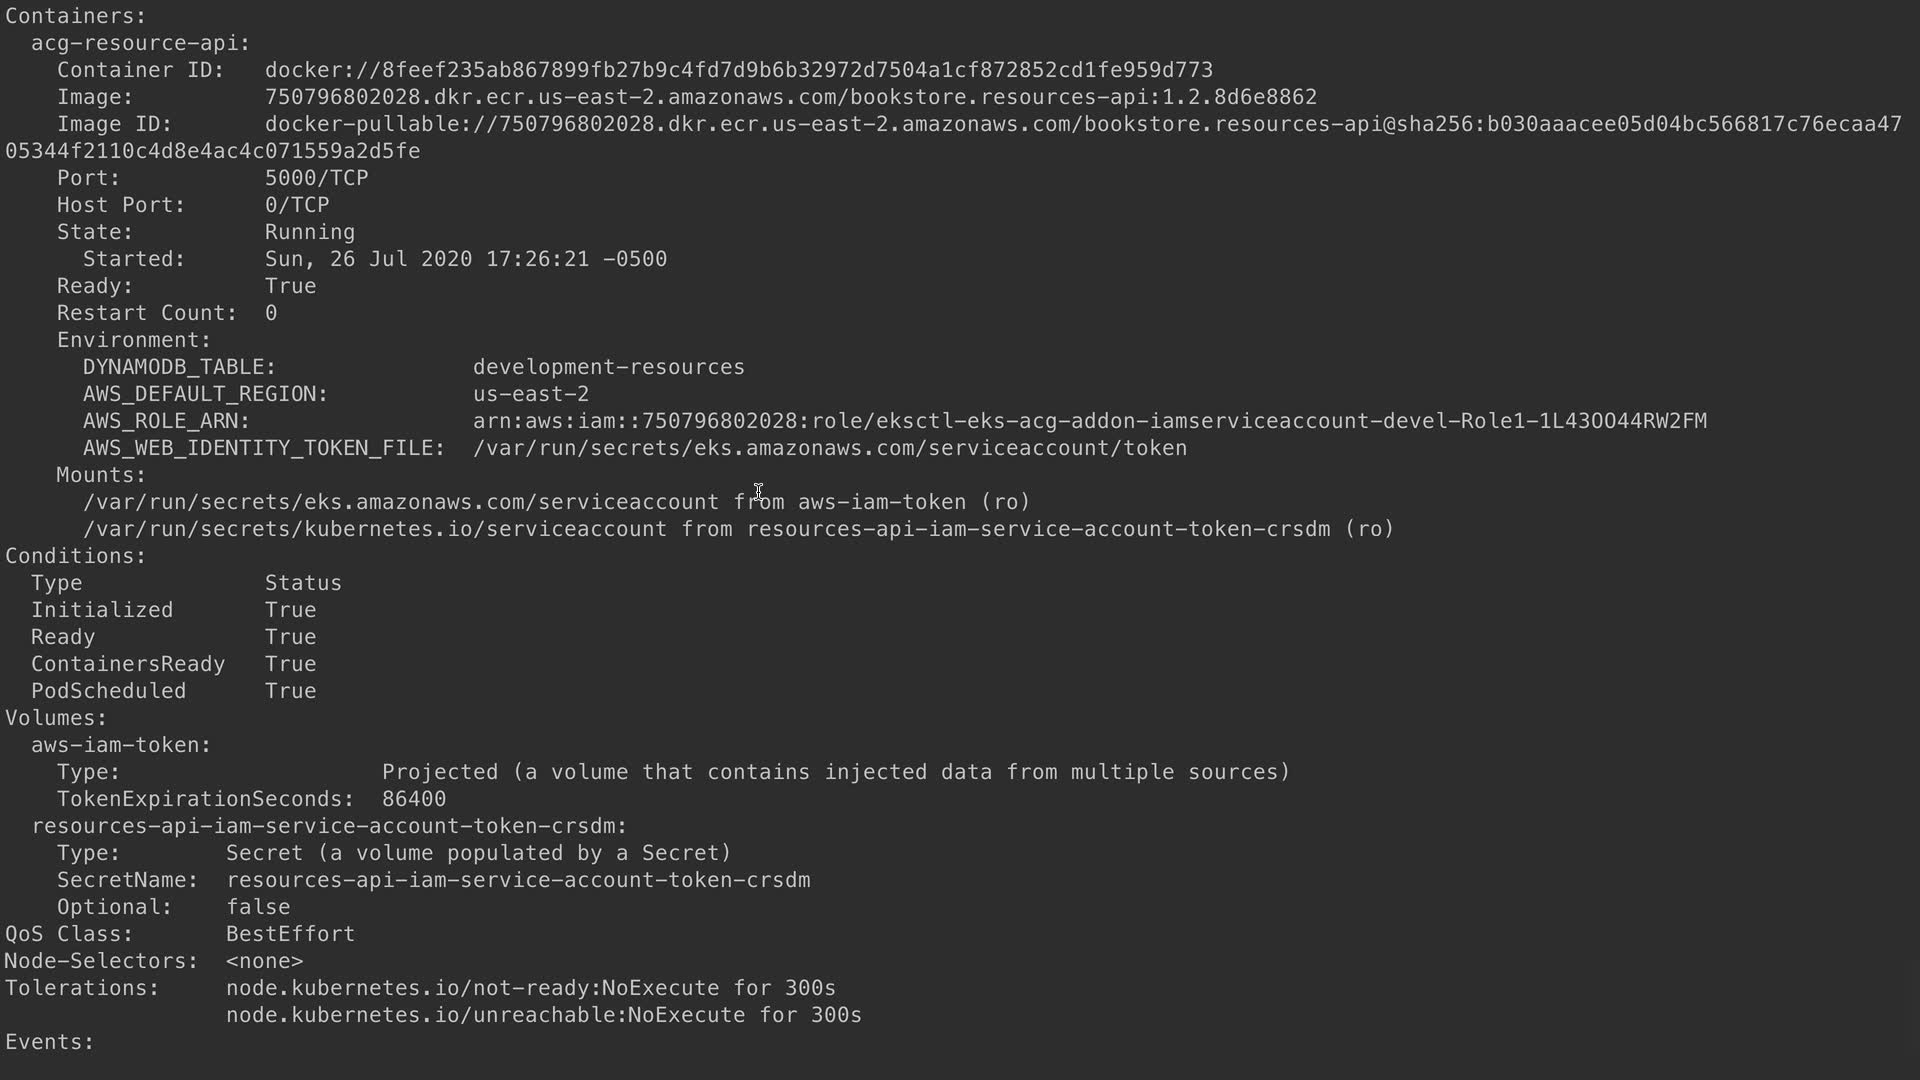 Containers:
  acg-resource-api:
    Container ID:   docker://8feef235ab867899fb27b9c4fd7d9b6b32972d7504a1cf872852cd1fe959d773
    Image:          750796802028.dkr.ecr.us-east-2.amazonaws.com/bookstore.resources-api:1.2.8d6e8862
    Image ID:       docker-pullable://750796802028.dkr.ecr.us-east-2.amazonaws.com/bookstore.resources-api@sha256:b030aaacee05d04bc566817c76ecaa47
05344f2110c4d8e4ac4c071559a2d5fe
    Port:           5000/TCP
    Host Port:      0/TCP
    State:          Running
      Started:      Sun, 26 Jul 2020 17:26:21 -0500
    Ready:          True
    Restart Count:  0
    Environment:
      DYNAMODB_TABLE:               development-resources
      AWS_DEFAULT_REGION:           us-east-2
      AWS_ROLE_ARN:                 arn:aws:iam::750796802028:role/eksctl-eks-acg-addon-iamserviceaccount-devel-Role1-1L43OO44RW2FM
      AWS_WEB_IDENTITY_TOKEN_FILE:  /var/run/secrets/eks.amazonaws.com/serviceaccount/token
    Mounts:
      /var/run/secrets/eks.amazonaws.com/serviceaccount from aws-iam-token (ro)
      /var/run/secrets/kubernetes.io/serviceaccount from resources-api-iam-service-account-token-crsdm (ro)
Conditions:
  Type              Status
  Initialized       True
  Ready             True
  ContainersReady   True
  PodScheduled      True
Volumes:
  aws-iam-token:
    Type:                    Projected (a volume that contains injected data from multiple sources)
    TokenExpirationSeconds:  86400
  resources-api-iam-service-account-token-crsdm:
    Type:        Secret (a volume populated by a Secret)
    SecretName:  resources-api-iam-service-account-token-crsdm
    Optional:    false
QoS Class:       BestEffort
Node-Selectors:  <none>
Tolerations:     node.kubernetes.io/not-ready:NoExecute for 300s
                 node.kubernetes.io/unreachable:NoExecute for 300s
Events: